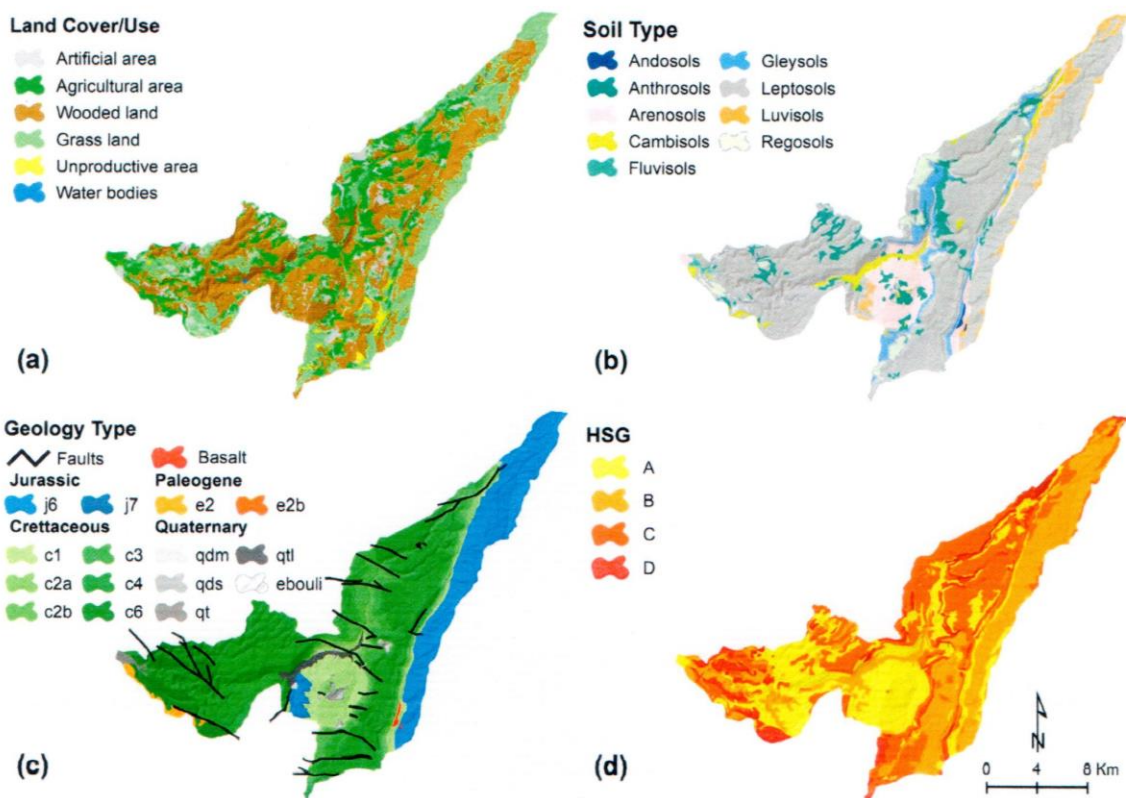 Land Cover/Use
Artificial area
Agricultural area
Wooded land
Grass land
Unproductive area
Water bodies
(a)
Soil Type
Andosols Gleysols
Anthrosols Leptosols
Arenosols Luvisols
Cambisols Regosols
Fluvisols
(b)
Geology Type
Faults Basalt
Jurassic Paleogene
j6 j7 e2 e2b
Crettaceous Quaternary
c1 c3 qdm qtl
c2a c4 qds ebouli
c2b c6 qt
(c)
HSG
A
B
C
D
(d)
N
0 4 8 Km